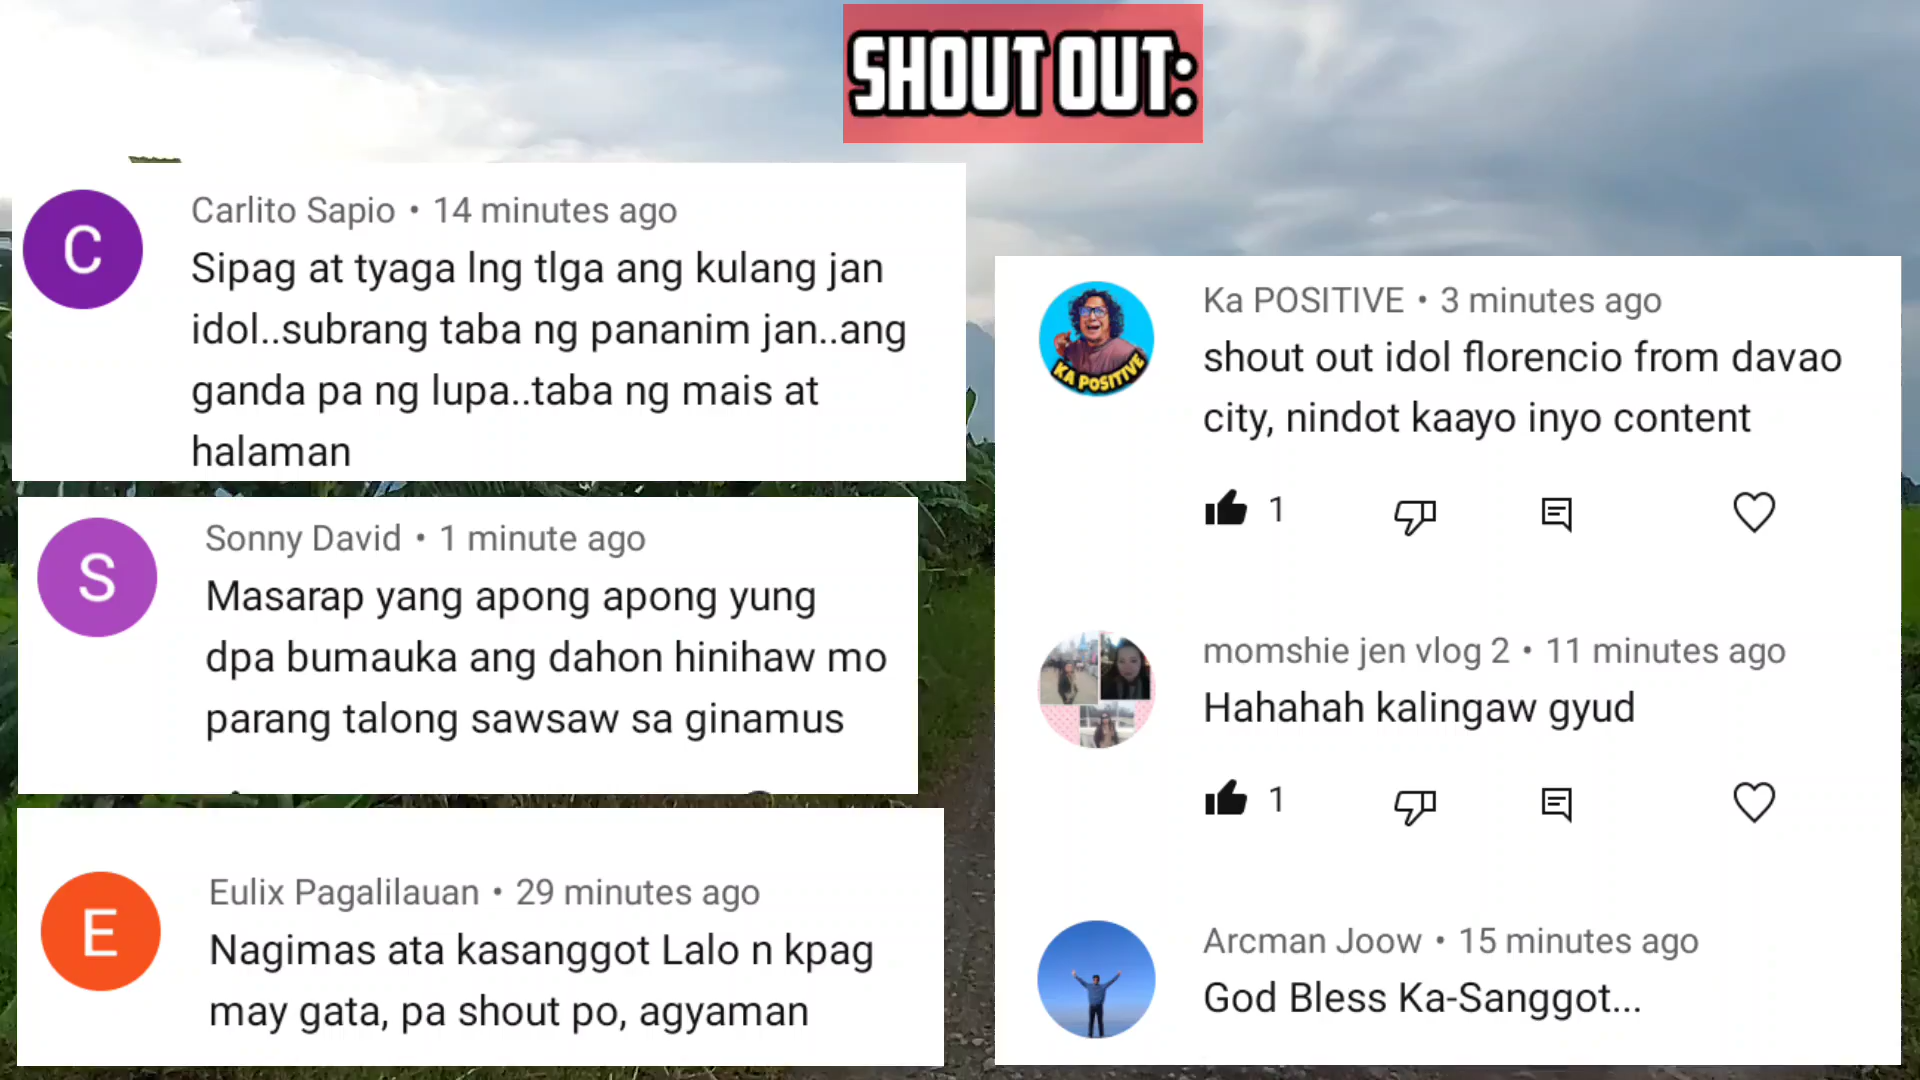 SHOUT OUT:
C
Carlito Sapio • 14 minutes ago
Sipag at tyaga lng tlga ang kulang jan
idol..subrang taba ng pananim jan..ang
ganda pa ng lupa..taba ng mais at
halaman
S
Sonny David • 1 minute ago
Masarap yang apong apong yung
dpa bumauka ang dahon hinihaw mo
parang talong sawsaw sa ginamus
E
Eulix Pagalilauan • 29 minutes ago
Nagimas ata kasanggot Lalo n kpag
may gata, pa shout po, agyaman
KA POSITIVE
Ka POSITIVE • 3 minutes ago
shout out idol florencio from davao
city, nindot kaayo inyo content
1
momshie jen vlog 2 • 11 minutes ago
Hahahah kalingaw gyud
1
Arcman Joow • 15 minutes ago
God Bless Ka-Sanggot...